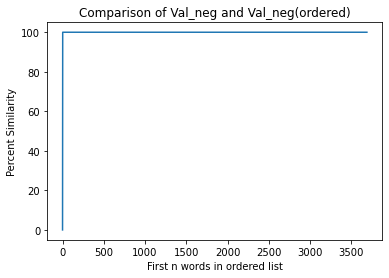 Comparison of Val_neg and Val_neg(ordered)
100
80
60
40
20
0
Percent Similarity
0 500 1000 1500 2000 2500 3000 3500
First n words in ordered list